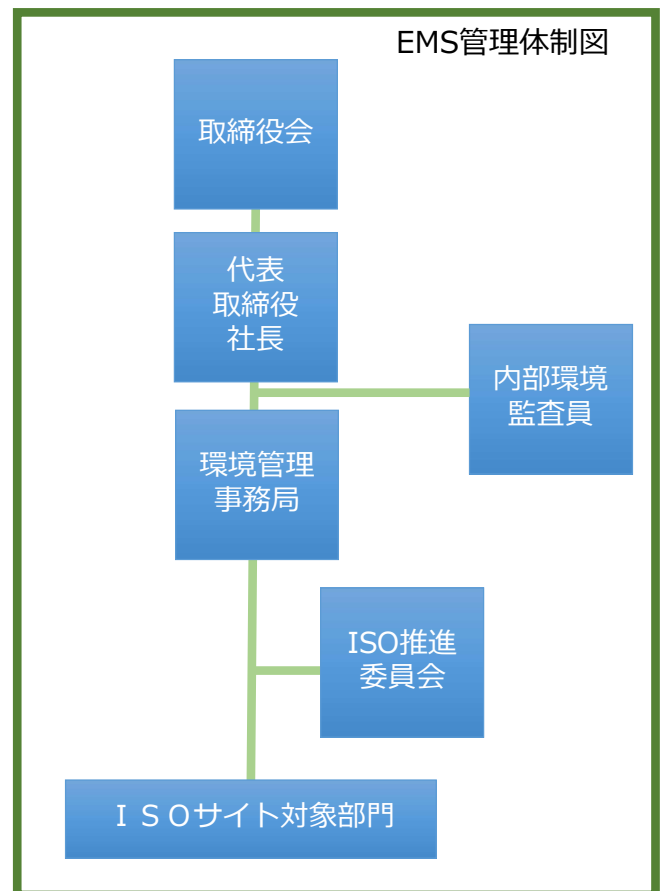 EMS管理体制図
取締役会
代表
取締役
社長
内部環境
監査員
環境管理
事務局
ISO推進
委員会
ＩＳＯサイト対象部門